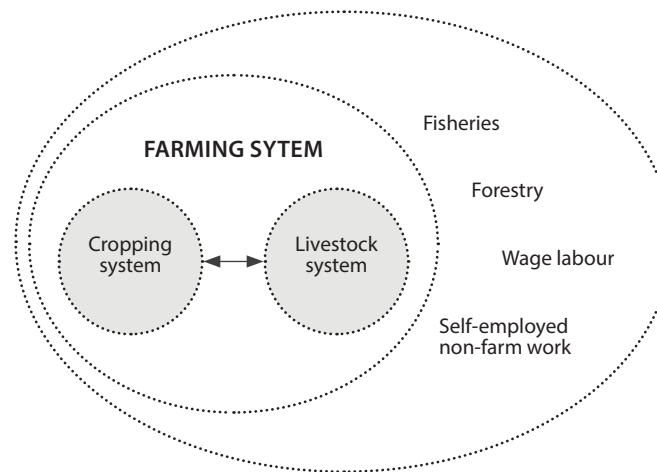 Fisheries
FARMING SYTEM
Forestry
Cropping
system
Livestock
system
Wage labour
Self-employed
non-farm work